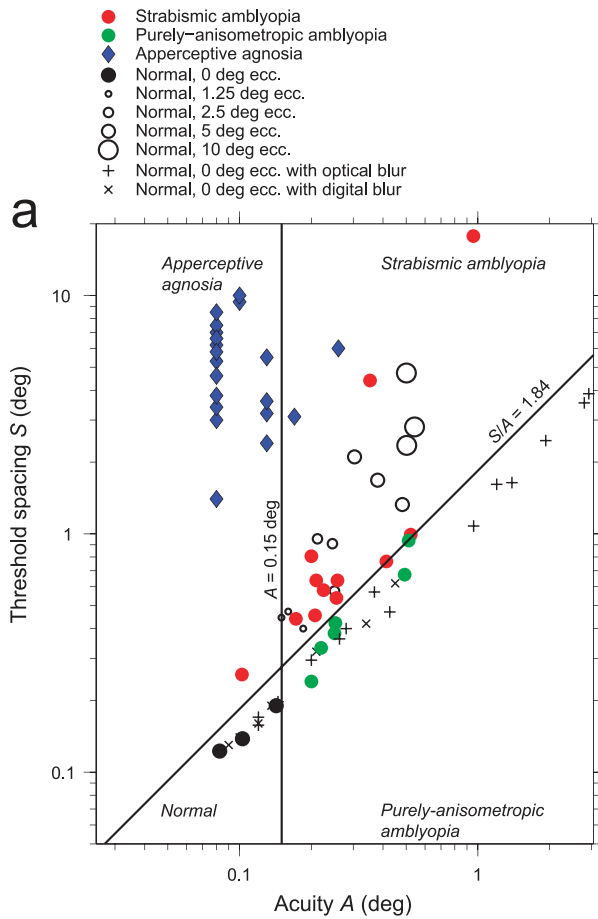 Strabismic amblyopia
Purely−anisometropic amblyopia
Apperceptive agnosia
Normal, 0 deg ecc.
Normal, 1.25 deg ecc.
Normal, 2.5 deg ecc.
Normal, 5 deg ecc.
Normal, 10 deg ecc.
Normal, 0 deg ecc. with optical blur
Normal, 0 deg ecc. with digital blur
a
Apperceptive
agnosia
Strabismic amblyopia
10
S/A = 1.84
Threshold spacing S (deg)
1
A = 0.15 deg
0.1
Normal
Purely-anisometropic
amblyopia
0.1
1
Acuity A (deg)